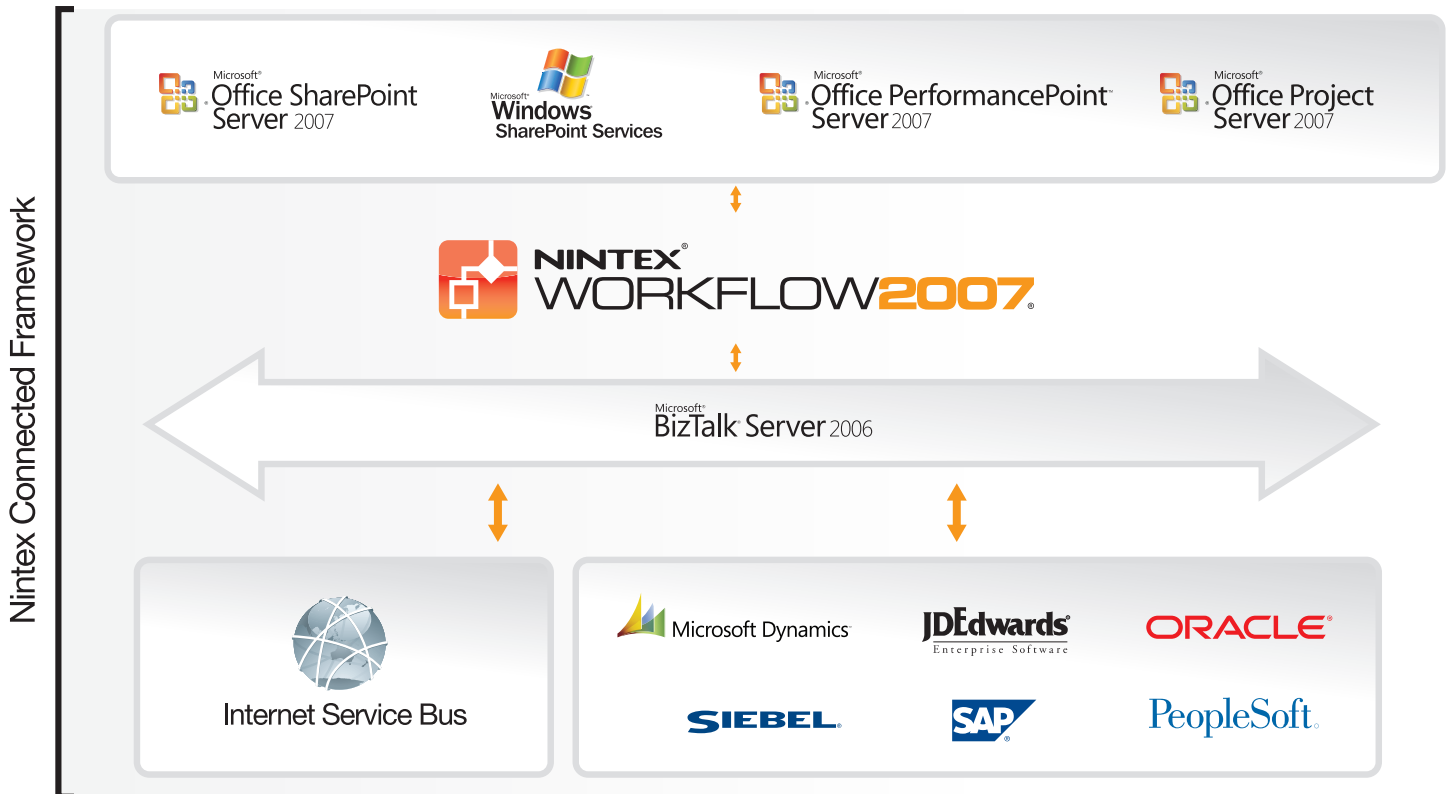 Nintex Connected Framework
Microsoft®
Office SharePoint
Server 2007
Microsoft®
Windows
SharePoint Services
Microsoft®
Office PerformancePoint™
Server 2007
Microsoft®
Office Project
Server 2007
NINTEX®
WORKFLOW2007®
Microsoft®
BizTalk Server 2006
Internet Service Bus
Microsoft Dynamics
JDEdwards®
Enterprise Software
ORACLE®
SIEBEL®
SAP®
PeopleSoft